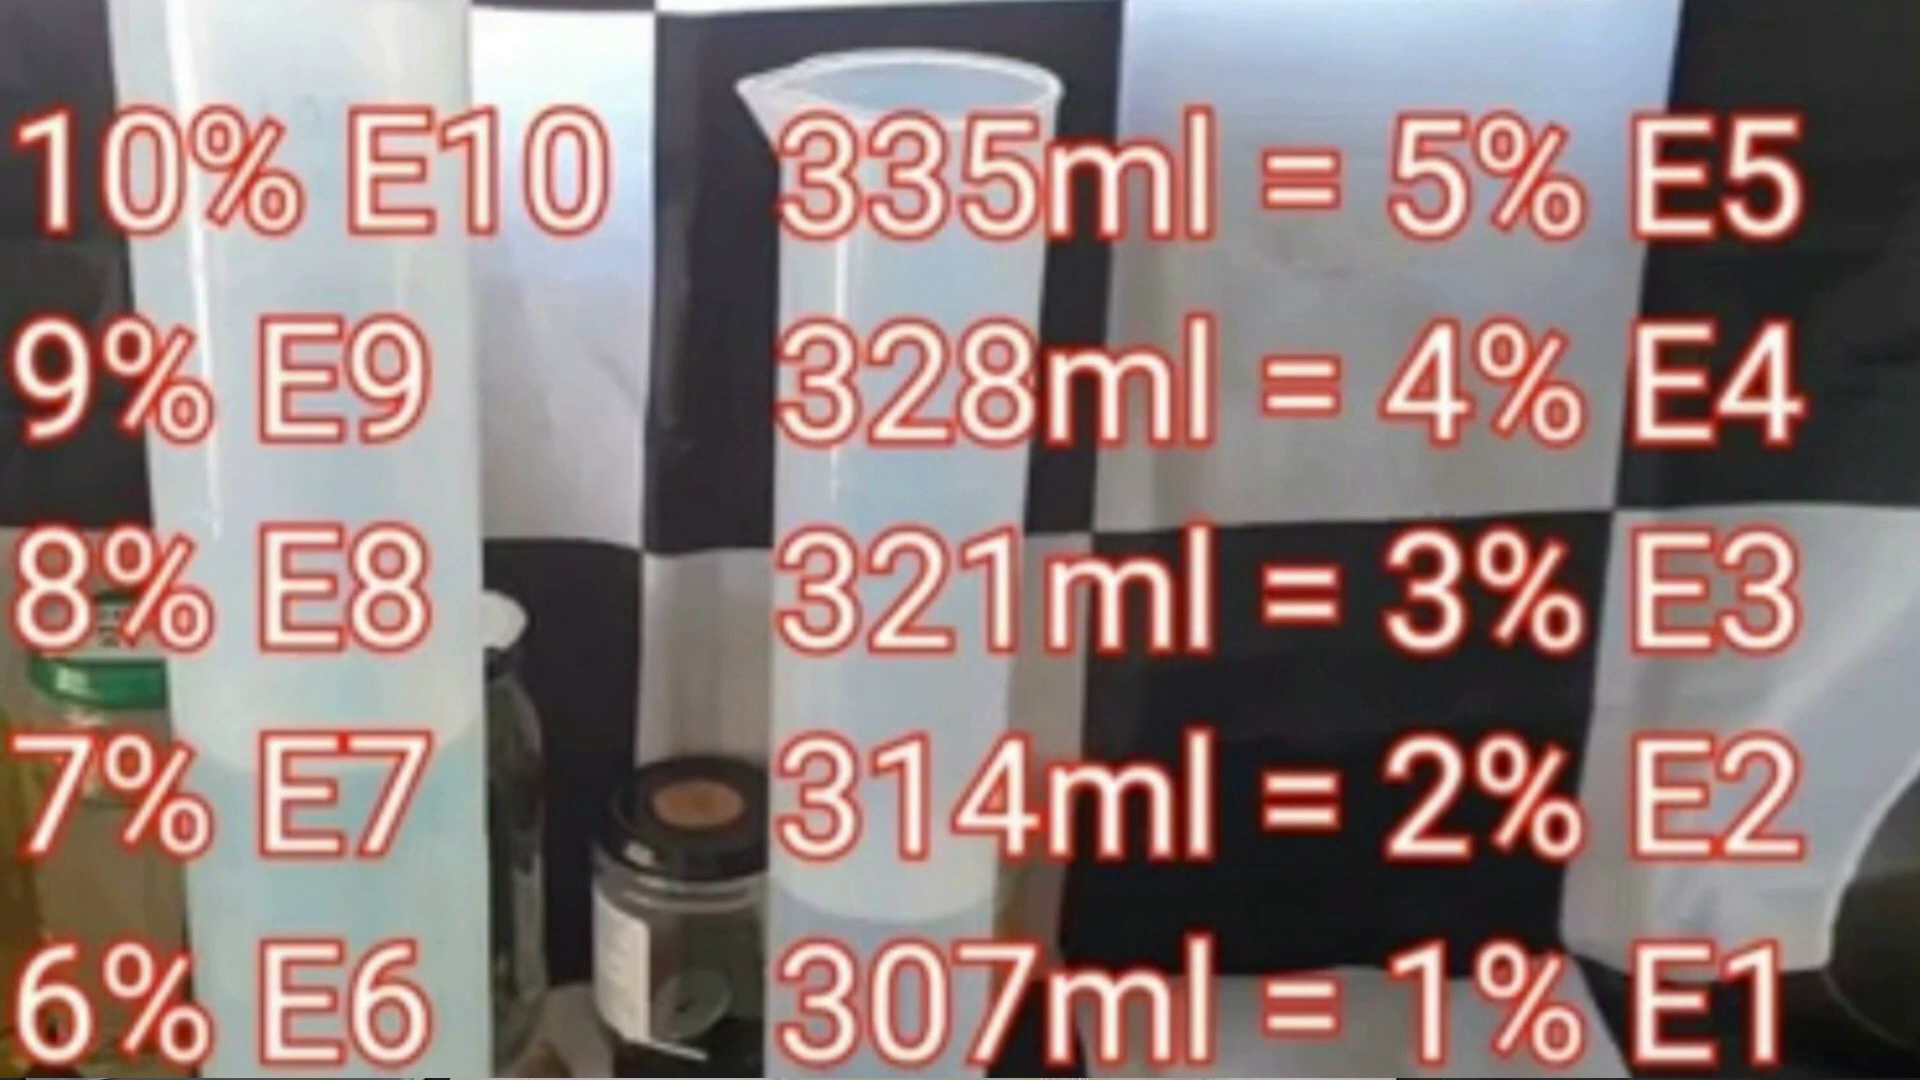 10% E10 335ml = 5% E5
9% E9 328ml = 4% E4
8% E8 321ml = 3% E3
7% E7 314ml = 2% E2
6% E6 307ml = 1% E1